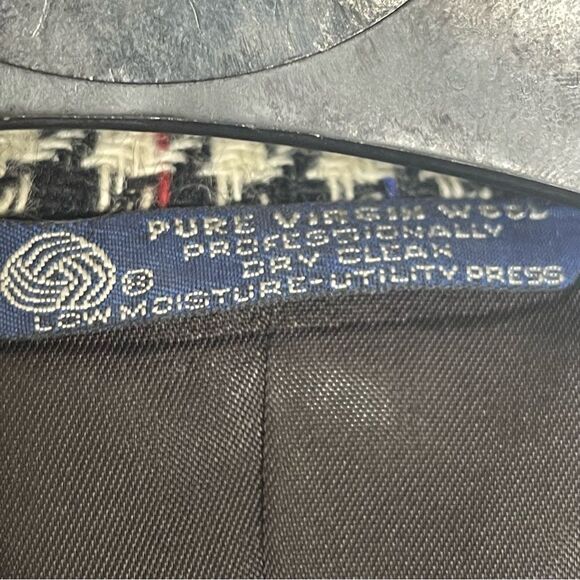 PURE VIRGIN WOOL
PROFESSIONALLY
DRY CLEAN
®
LOW MOISTURE-UTILITY PRESS